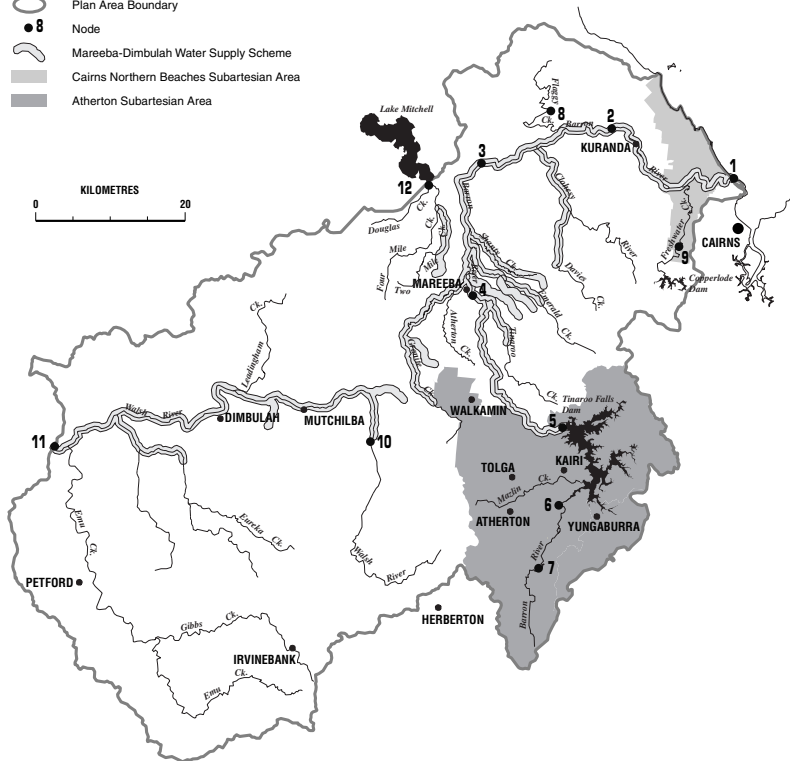 Plan Area Boundary
8 Node
Mareeba-Dimbulah Water Supply Scheme
Cairns Northern Beaches Subartesian Area
Atherton Subartesian Area
KILOMETRES
0 20
Lake Mitchell
Flaggy
Ck.
8
Barron
2
KURANDA
River
3
1
12
Ck.
Douglas
Ck.
Ck.
Mile
Four
Mile
Two
Barron
Clohesy
River
Davies
Ck.
Freshwater
Ck.
9
CAIRNS
Copperlode
Dam
Shanty
Ck.
MAREEBA
4
River
Emerald
Ck.
Atherton
Ck.
Tinaroo
Ck.
Granite
Ck.
Ck.
Leadingham
Walsh
River
DIMBULAH
MUTCHILBA
11
10
WALKAMIN
Tinaroo Falls
Dam
5
TOLGA
KAIRI
Mazlin
Ck.
6
ATHERTON
YUNGABURRA
River
7
Barron
Emu
Ck.
Eureka
Ck.
Walsh
River
PETFORD
HERBERTON
Gibbs
Ck.
IRVINEBANK
Emu
Ck.